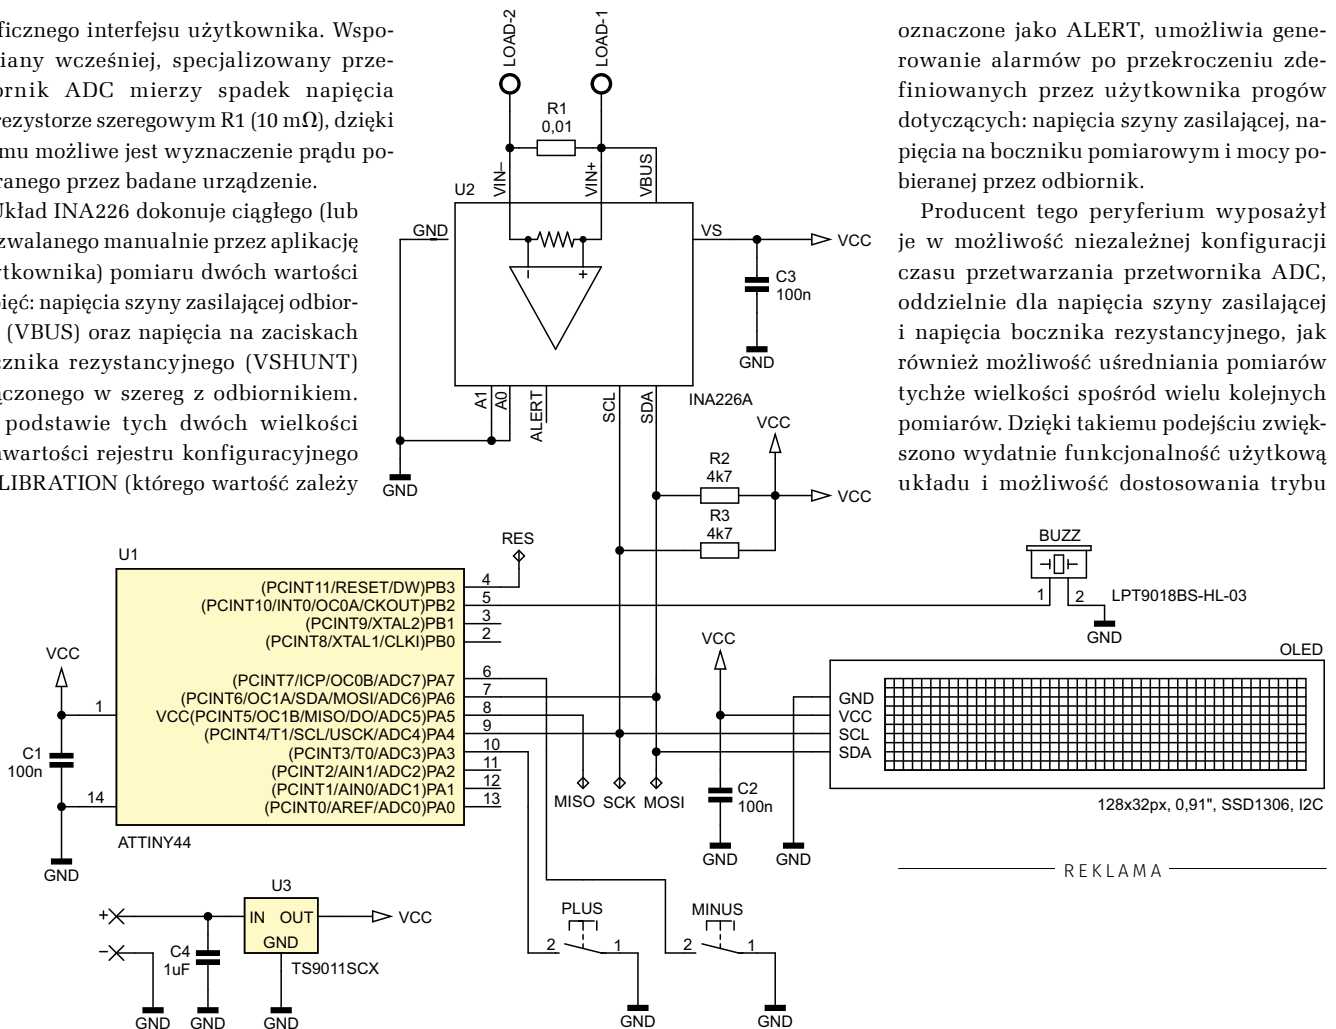 ficznego interfejsu użytkownika. Wspo-
iany wcześniej, specjalizowany prze-
ornik ADC mierzy spadek napięcia
rezystorze szeregowym R1 (10 mΩ), dzięki
mu możliwe jest wyznaczenie prądu po-
ranego przez badane urządzenie.
Układ INA226 dokonuje ciągłego (lub
zwalanego manualnie przez aplikację
ytkownika) pomiaru dwóch wartości
pięć: napięcia szyny zasilającej odbior-
(VBUS) oraz napięcia na zaciskach
cznika rezystancyjnego (VSHUNT)
ączonego w szereg z odbiornikiem.
podstawie tych dwóch wielkości
awartości rejestru konfiguracyjnego
LIBRATION (którego wartość zależy
oznaczone jako ALERT, umożliwia gene-
rowanie alarmów po przekroczeniu zde-
finiowanych przez użytkownika progów
dotyczących: napięcia szyny zasilającej, na-
pięcia na boczniku pomiarowym i mocy po-
bieranej przez odbiornik.
Producent tego peryferium wyposażył
je w możliwość niezależnej konfiguracji
czasu przetwarzania przetwornika ADC,
oddzielnie dla napięcia szyny zasilającej
i napięcia bocznika rezystancyjnego, jak
również możliwość uśredniania pomiarów
tychże wielkości spośród wielu kolejnych
pomiarów. Dzięki takiemu podejściu zwięk-
szono wydatnie funkcjonalność użytkową
układu i możliwość dostosowania trybu
LOAD-2
LOAD-1
R1
0,01
VIN–
VIN+
VBUS
U2
GND
VS
VCC
– +
C3
100n
GND
A1
A0
ALERT
SCL
SDA
INA226A
GND
VCC
R2
4k7
VCC
R3
4k7
RES
U1
(PCINT11/RESET/DW)PB3 4
(PCINT10/INT0/OC0A/CKOUT)PB2 5
(PCINT9/XTAL2)PB1 3
(PCINT8/XTAL1/CLKI)PB0 2
(PCINT7/ICP/OC0B/ADC7)PA7 6
(PCINT6/OC1A/SDA/MOSI/ADC6)PA6 7
VCC(PCINT5/OC1B/MISO/DO/ADC5)PA5 8
(PCINT4/T1/SCL/USCK/ADC4)PA4 9
(PCINT3/T0/ADC3)PA3 10
(PCINT2/AIN1/ADC2)PA2 11
(PCINT1/AIN0/ADC1)PA1 12
(PCINT0/AREF/ADC0)PA0 13
VCC
1
C1
100n
14
GND
ATTINY44
MISO SCK MOSI
BUZZ
1 2
LPT9018BS-HL-03
GND
VCC
C2
100n
GND
GND
OLED
GND
VCC
SCL
SDA
128x32px, 0,91", SSD1306, I2C
REKLAMA
U3
+
IN OUT
GND
VCC
–
C4
1uF
TS9011SCX
GND GND GND
PLUS
2 1
GND
MINUS
2 1
GND